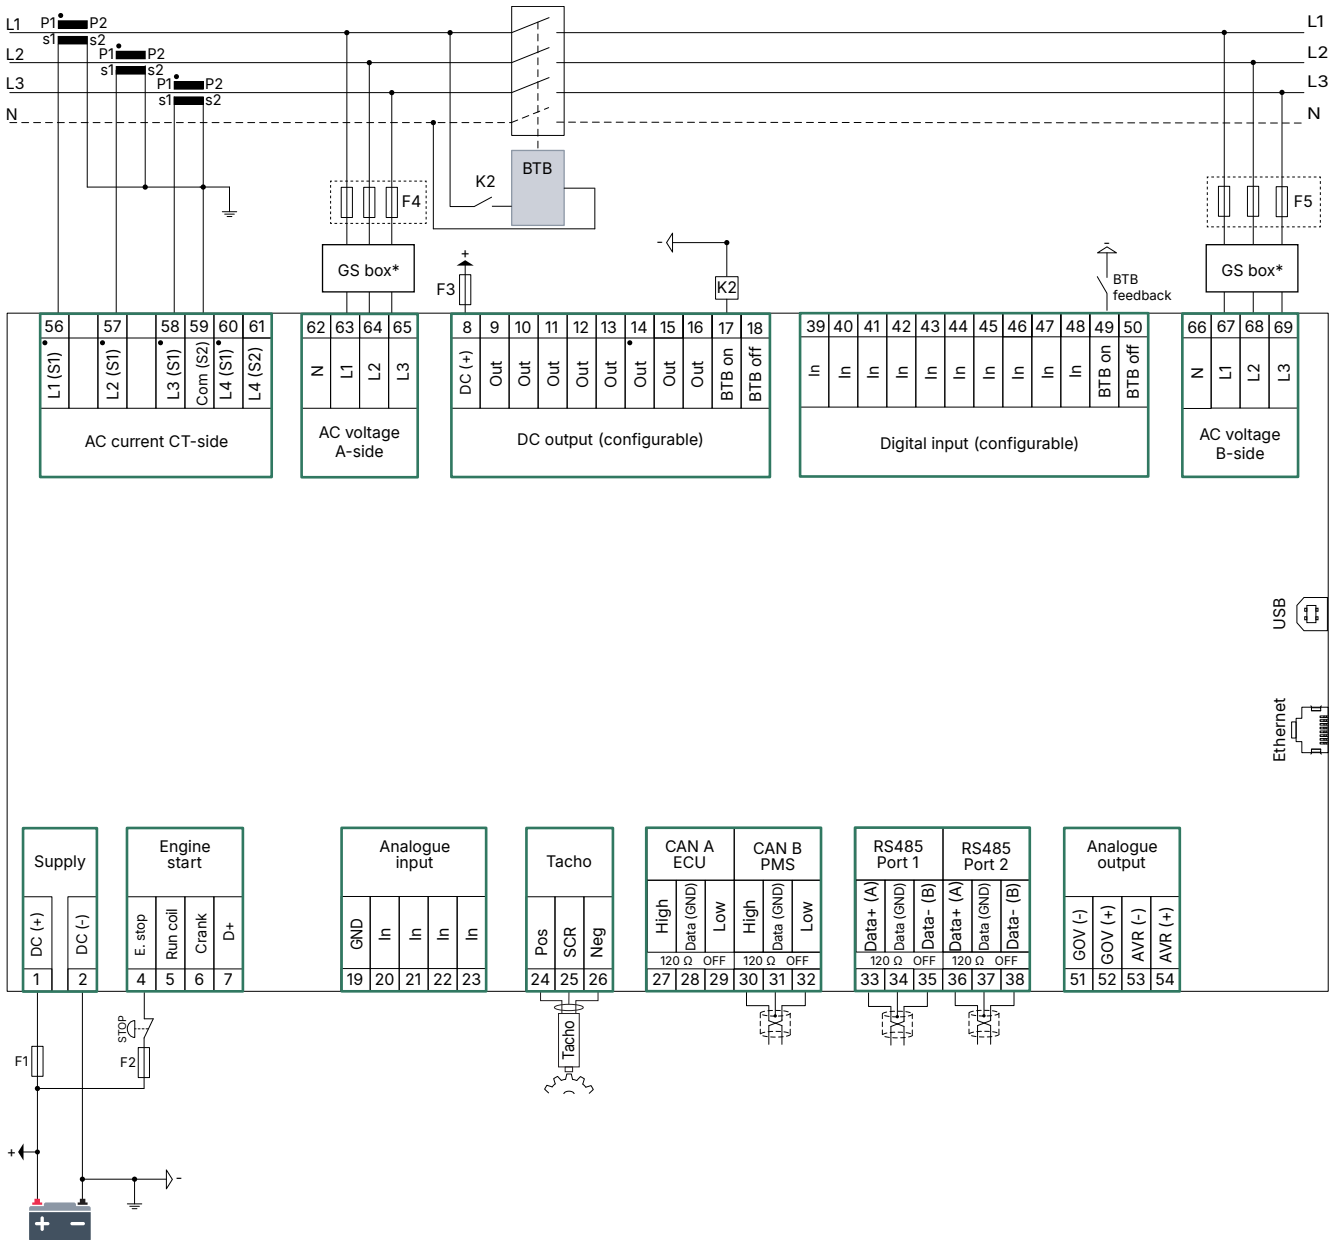 L1 P1 P2 L1
s1 s2
L2 P1 P2 L2
s1 s2
L3 P1 P2 L3
s1 s2
N N
BTB
K2
F4
F5
GS box*
F3
+
-
K2
-
BTB
feedback
GS box*
56 57 58 59 60 61
L1 (S1) L2 (S1) L3 (S1) Com (S2) L4 (S1) L4 (S2)
AC current CT-side
62 63 64 65
N L1 L2 L3
AC voltage
A-side
8 9 10 11 12 13 14 15 16 17 18
DC (+) Out Out Out Out Out Out Out Out BTB on BTB off
DC output (configurable)
39 40 41 42 43 44 45 46 47 48 49 50
In In In In In In In In In In BTB on BTB off
Digital input (configurable)
66 67 68 69
N L1 L2 L3
AC voltage
B-side
USB
Ethernet
Supply
DC (+) DC (-)
1 2
Engine
start
E. stop Run coil Crank D+
4 5 6 7
Analogue
input
GND In In In In
19 20 21 22 23
Tacho
Pos SCR Neg
24 25 26
CAN A
ECU
High Data (GND) Low
120 Ω OFF
27 28 29
CAN B
PMS
High Data (GND) Low
120 Ω OFF
30 31 32
RS485
Port 1
Data+ (A) Data (GND) Data- (B)
120 Ω OFF
33 34 35
RS485
Port 2
Data+ (A) Data (GND) Data- (B)
120 Ω OFF
36 37 38
Analogue
output
GOV (-) GOV (+) AVR (-) AVR (+)
51 52 53 54
STOP
F1
F2
Tacho
+
-
+ −